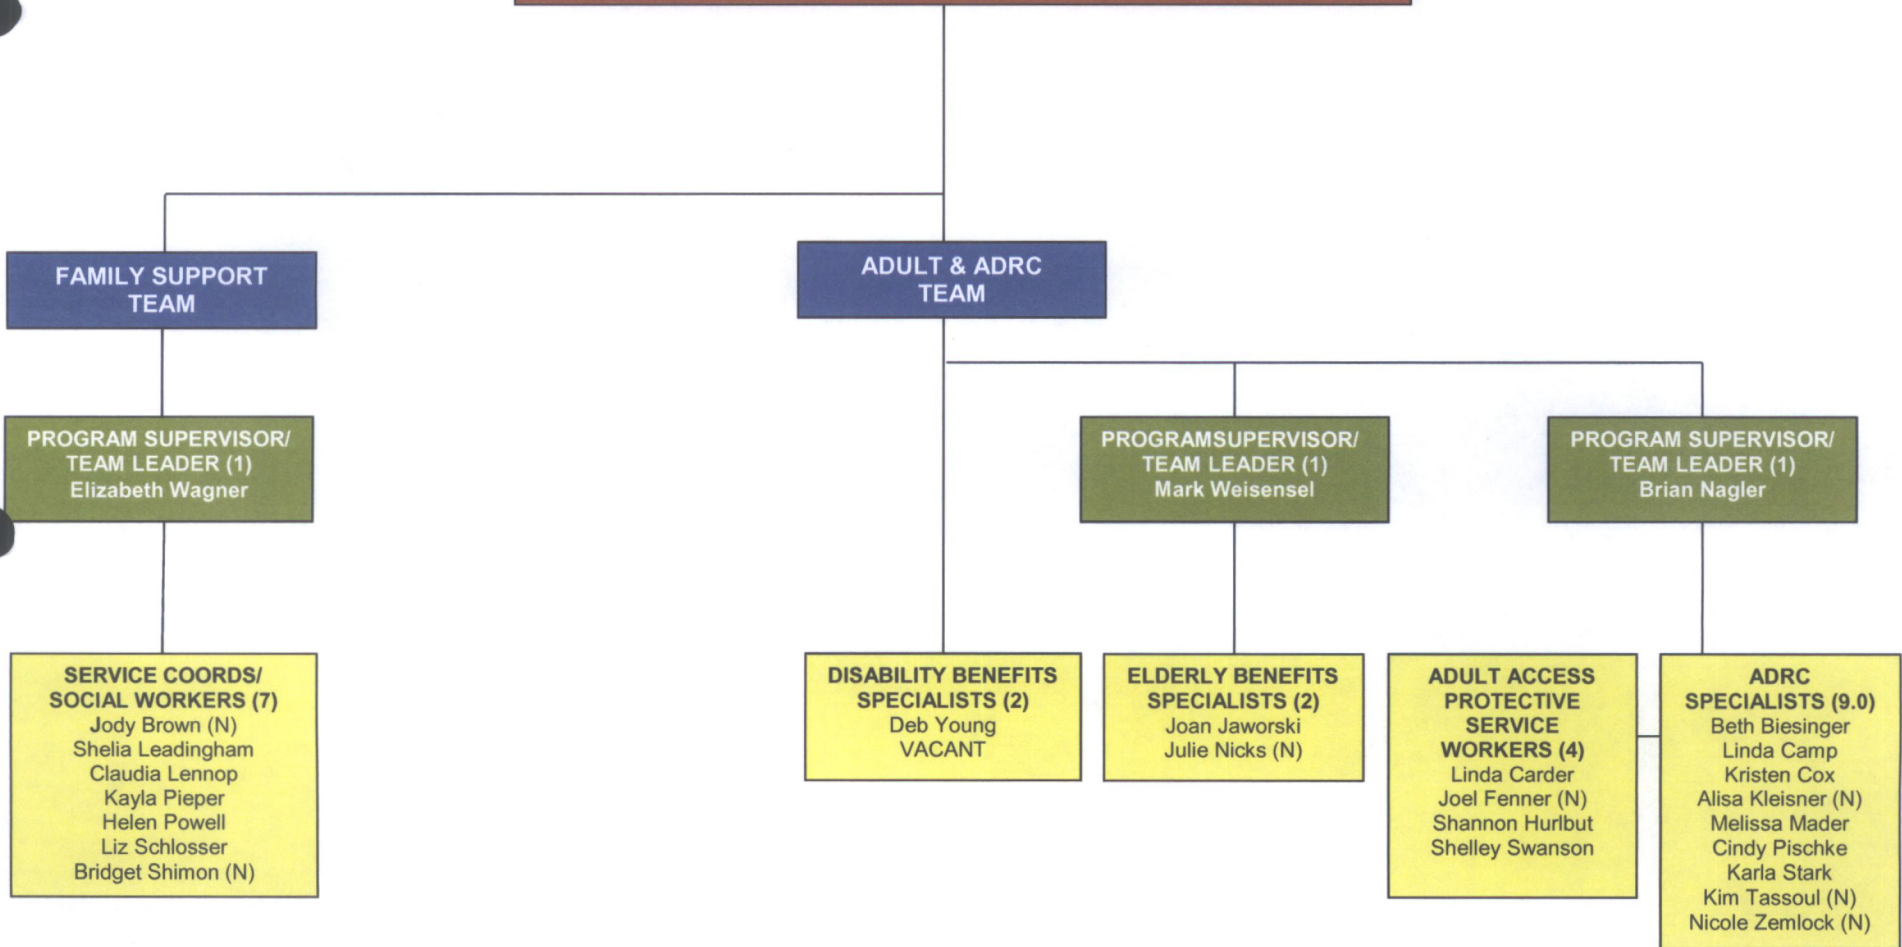 FAMILY SUPPORT
TEAM
ADULT & ADRC
TEAM
PROGRAM SUPERVISOR/
TEAM LEADER (1)
Elizabeth Wagner
PROGRAMSUPERVISOR/
TEAM LEADER (1)
Mark Weisensel
PROGRAM SUPERVISOR/
TEAM LEADER (1)
Brian Nagler
SERVICE COORDS/
SOCIAL WORKERS (7)
Jody Brown (N)
Shelia Leadingham
Claudia Lennop
Kayla Pieper
Helen Powell
Liz Schlosser
Bridget Shimon (N)
DISABILITY BENEFITS
SPECIALISTS (2)
Deb Young
VACANT
ELDERLY BENEFITS
SPECIALISTS (2)
Joan Jaworski
Julie Nicks (N)
ADULT ACCESS
PROTECTIVE
SERVICE
WORKERS (4)
Linda Carder
Joel Fenner (N)
Shannon Hurlbut
Shelley Swanson
ADRC
SPECIALISTS (9.0)
Beth Biesinger
Linda Camp
Kristen Cox
Alisa Kleisner (N)
Melissa Mader
Cindy Pischke
Karla Stark
Kim Tassoul (N)
Nicole Zemlock (N)